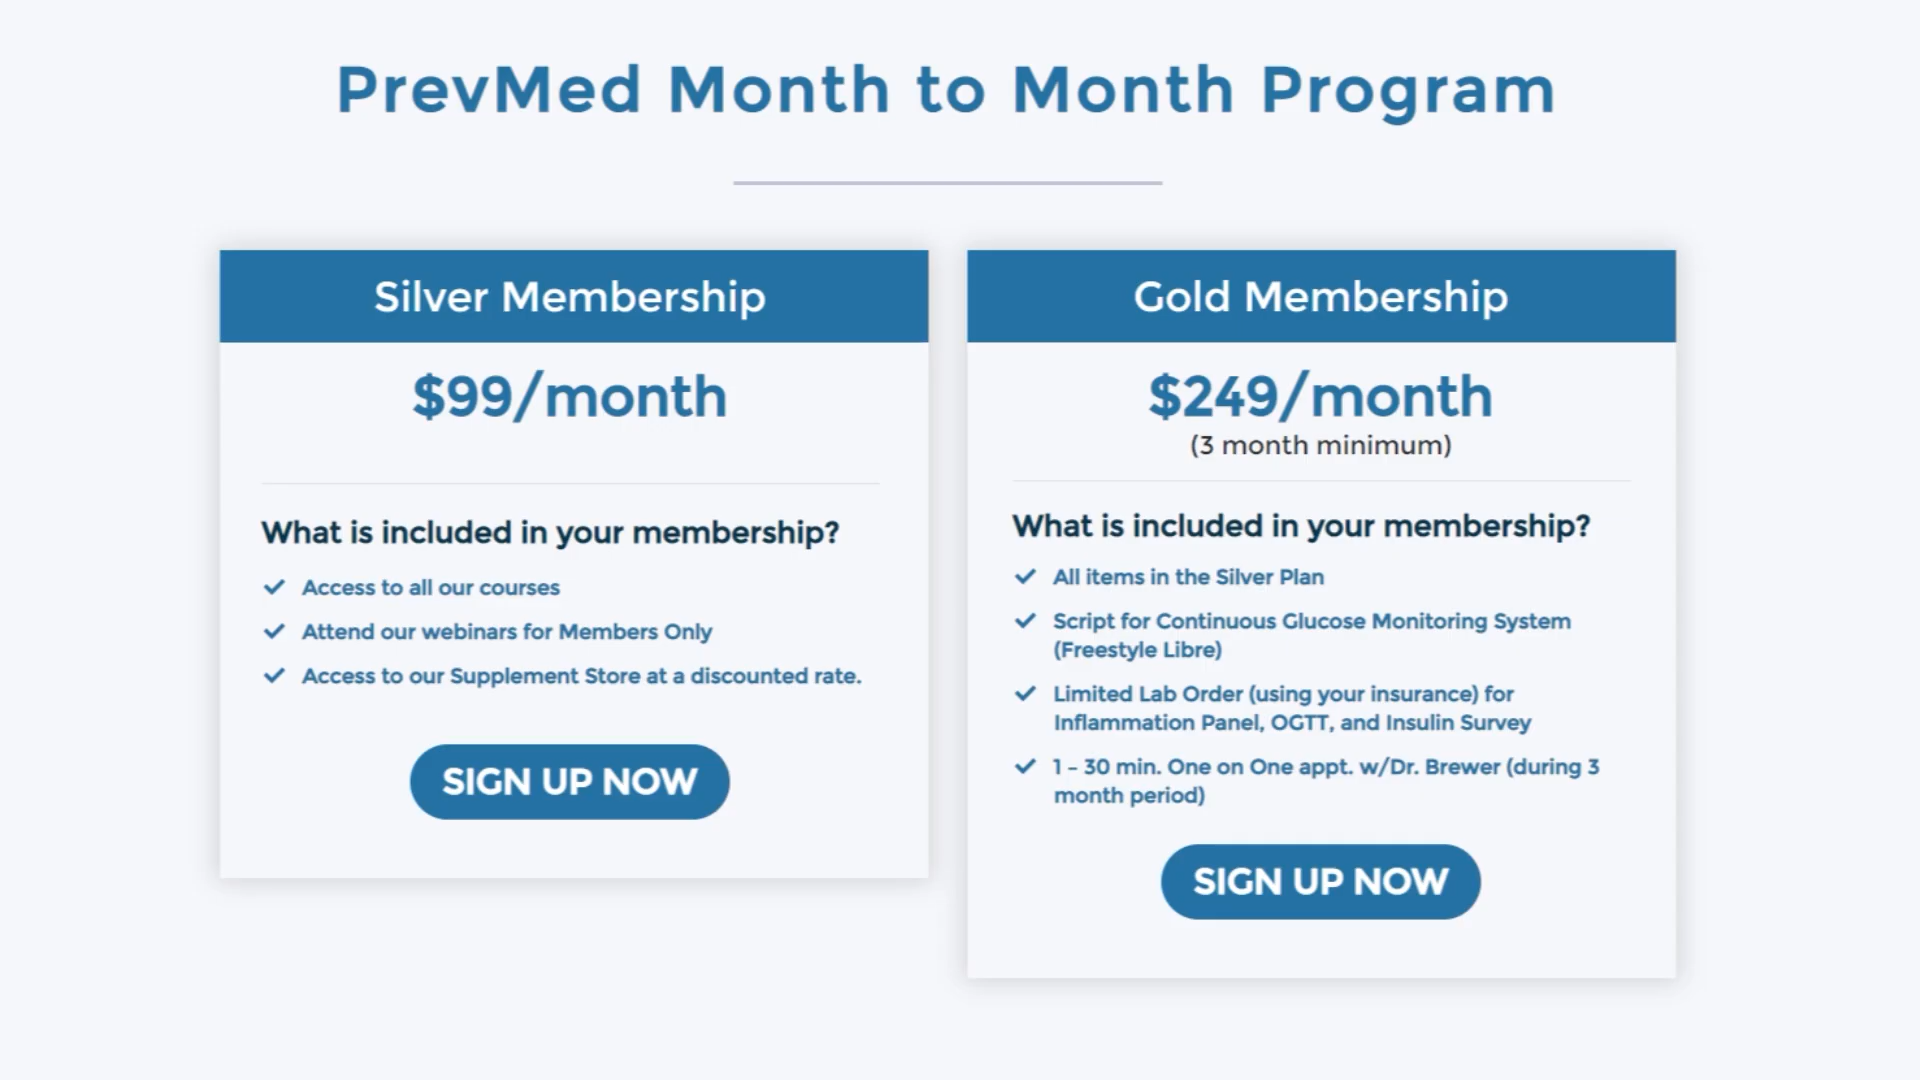 PrevMed Month to Month Program
Silver Membership
$99/month
What is included in your membership?
Access to all our courses
Attend our webinars for Members Only
Access to our Supplement Store at a discounted rate.
SIGN UP NOW
Gold Membership
$249/month
(3 month minimum)
What is included in your membership?
All items in the Silver Plan
Script for Continuous Glucose Monitoring System
(Freestyle Libre)
Limited Lab Order (using your insurance) for
Inflammation Panel, OGTT, and Insulin Survey
1 – 30 min. One on One appt. w/Dr. Brewer (during 3
month period)
SIGN UP NOW